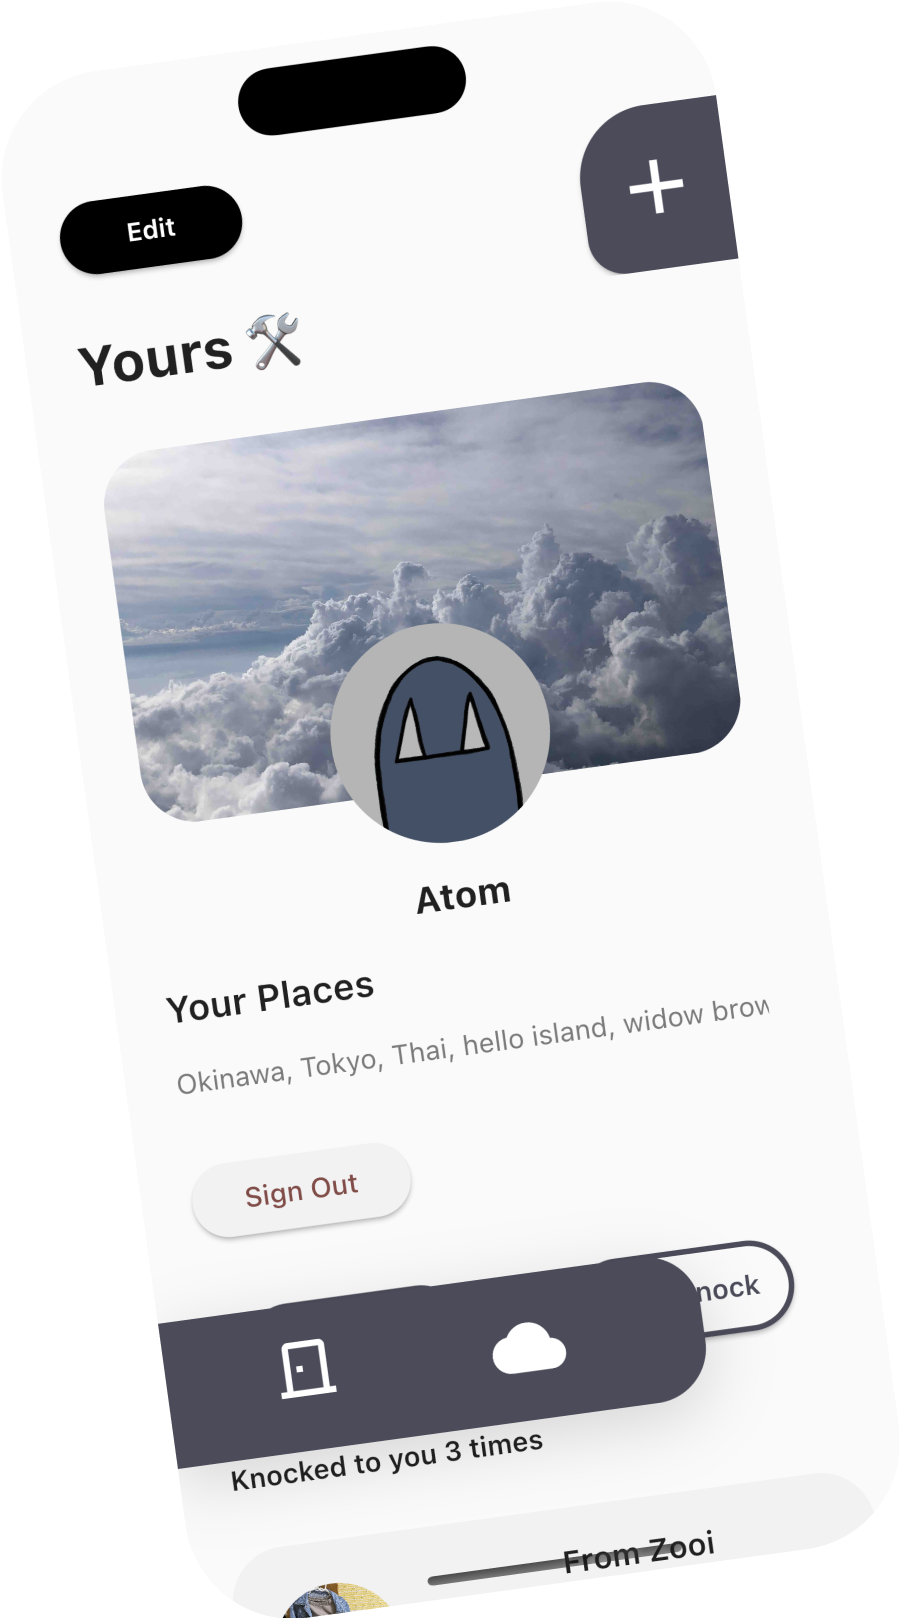 Edit
Yours
Atom
Your Places
Okinawa, Tokyo, Thai, hello island, widow brow
Sign Out
nock
Knocked to you 3 times
From Zooi